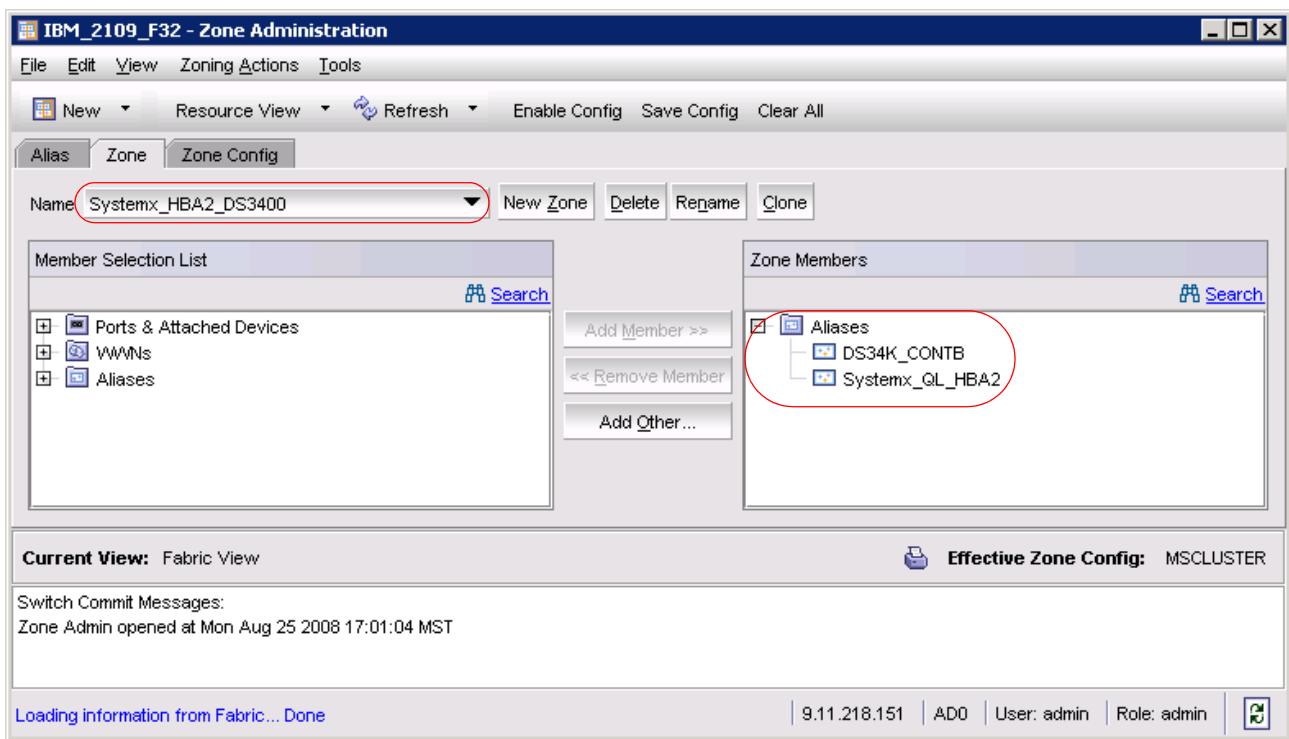 IBM_2109_F32 - Zone Administration
File Edit View Zoning Actions Tools
New Resource View Refresh Enable Config Save Config Clear All
Alias Zone Zone Config
Name Systemx_HBA2_DS3400 New Zone Delete Rename Clone
Member Selection List
Search
Ports & Attached Devices
WWNs
Aliases
Add Member >>
<< Remove Member
Add Other...
Zone Members
Search
Aliases
DS34K_CONTB
Systemx_QL_HBA2
Current View: Fabric View Effective Zone Config: MSCLUSTER
Switch Commit Messages:
Zone Admin opened at Mon Aug 25 2008 17:01:04 MST
Loading information from Fabric... Done 9.11.218.151 AD0 User: admin Role: admin